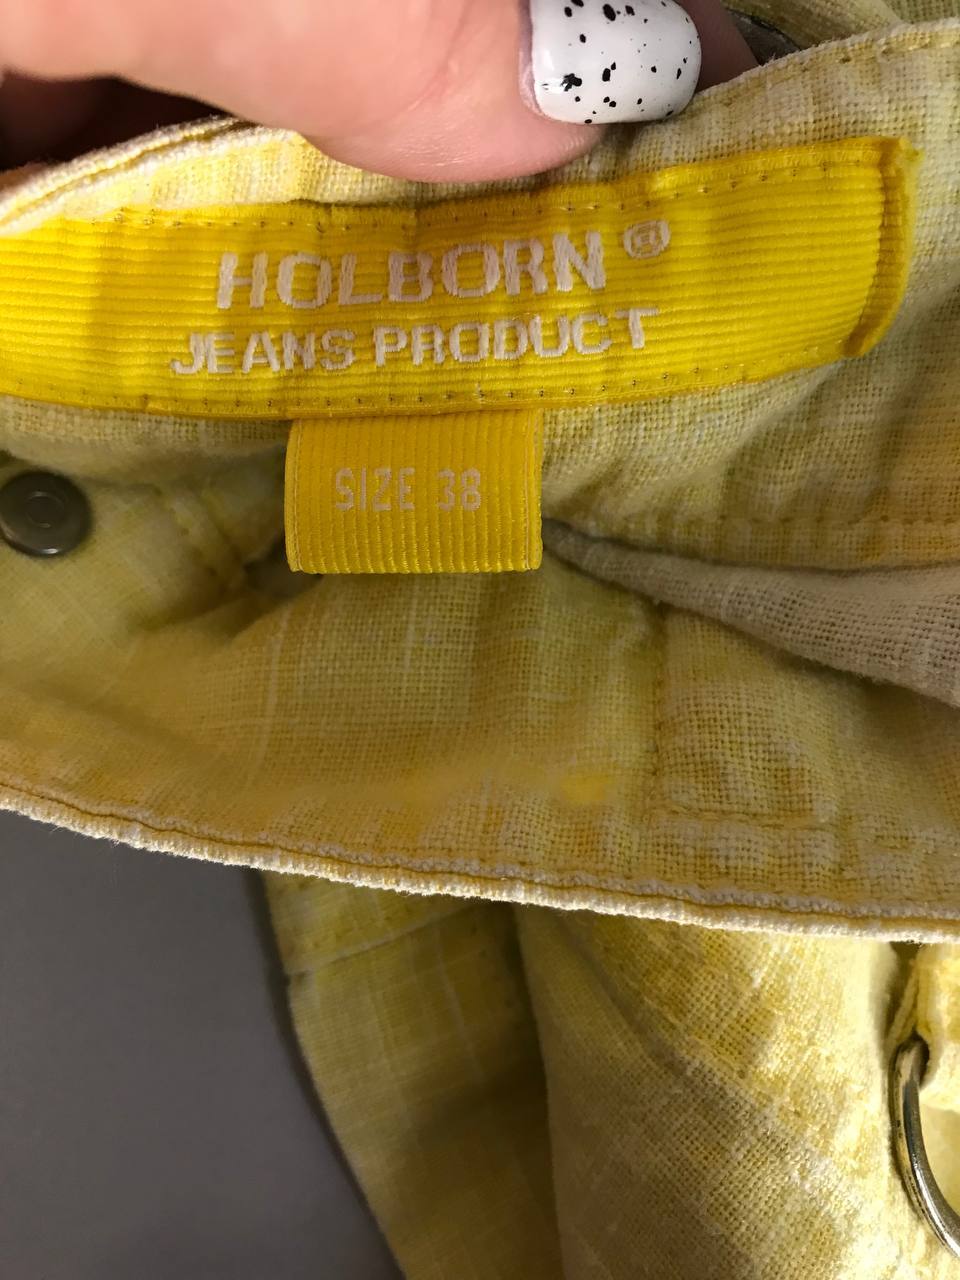 HOLBORN ®
JEANS PRODUCT
SIZE 38